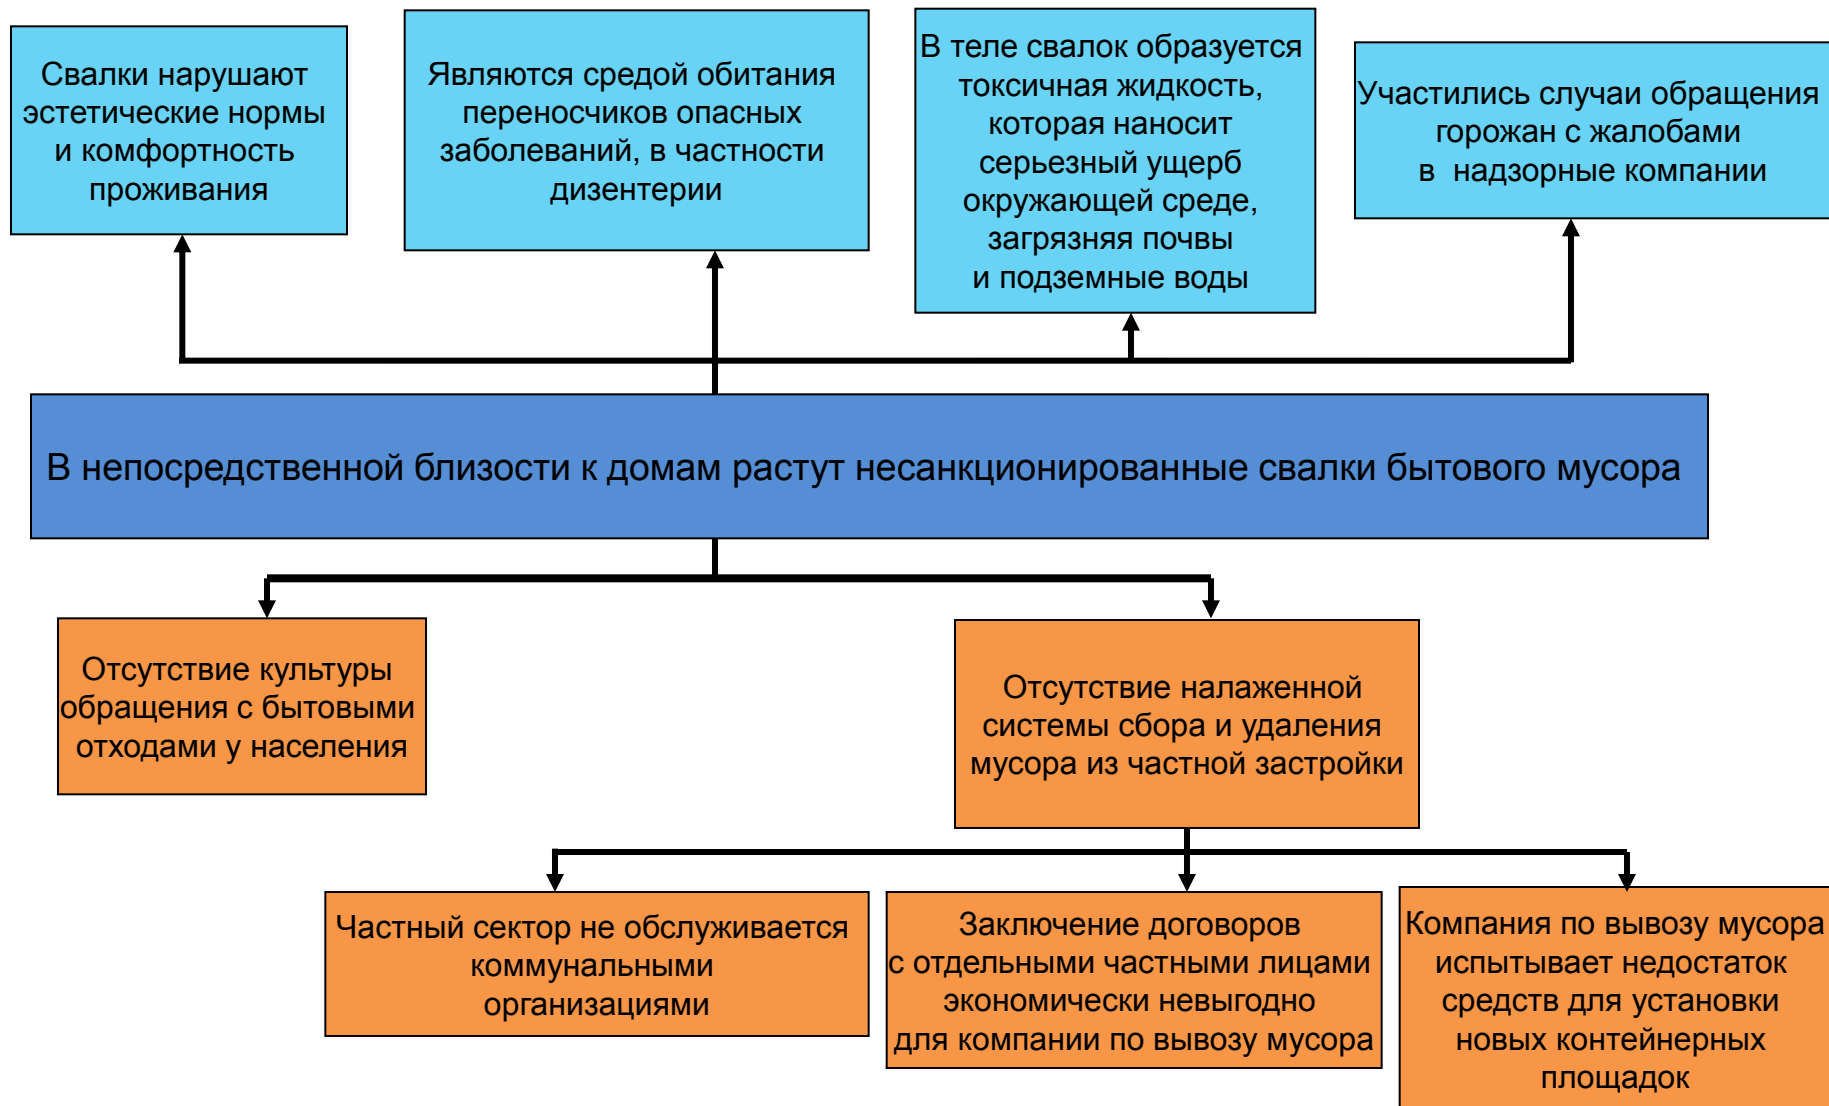 Свалки нарушают
эстетические нормы
и комфортность
проживания
Являются средой обитания
переносчиков опасных
заболеваний, в частности
дизентерии
В теле свалок образуется
токсичная жидкость,
которая наносит
серьезный ущерб
окружающей среде,
загрязняя почвы
и подземные воды
Участились случаи обращения
горожан с жалобами
в надзорные компании
В непосредственной близости к домам растут несанкционированные свалки бытового мусора
Отсутствие культуры
обращения с бытовыми
отходами у населения
Отсутствие налаженной
системы сбора и удаления
мусора из частной застройки
Частный сектор не обслуживается
коммунальными
организациями
Заключение договоров
с отдельными частными лицами
экономически невыгодно
для компании по вывозу мусора
Компания по вывозу мусора
испытывает недостаток
средств для установки
новых контейнерных
площадок